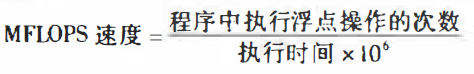 MFLOPS 速度 = 程序中执行浮点操作的次数
执行时间 × 10⁶